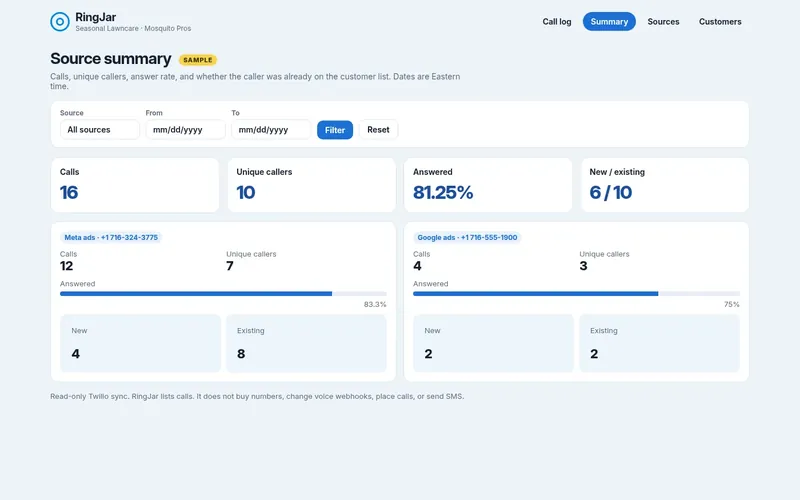 RingJar
Seasonal Lawncare · Mosquito Pros
Call log
Summary
Sources
Customers
Source summary
SAMPLE
Calls, unique callers, answer rate, and whether the caller was already on the customer list. Dates are Eastern
time.
Source
From
To
All sources
mm/dd/yyyy
mm/dd/yyyy
Filter
Reset
Calls
16
Unique callers
10
Answered
81.25%
New / existing
6 / 10
Meta ads · +1 716-324-3775
Calls
12
Unique callers
7
Answered
83.3%
New
4
Existing
8
Google ads · +1 716-555-1900
Calls
4
Unique callers
3
Answered
75%
New
2
Existing
2
Read-only Twilio sync. RingJar lists calls. It does not buy numbers, change voice webhooks, place calls, or send SMS.